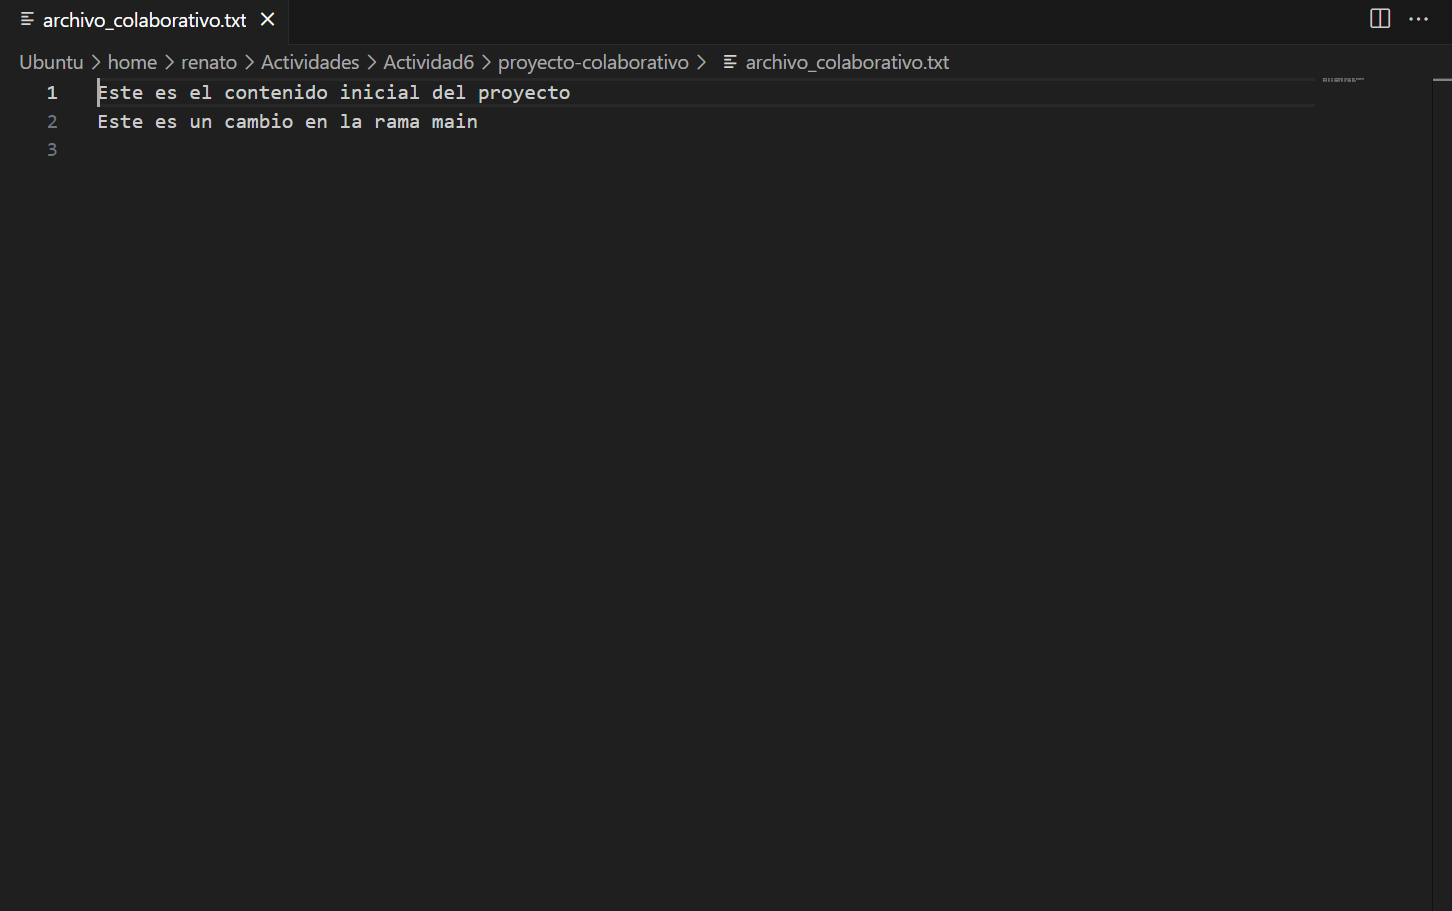 archivo_colaborativo.txt
Ubuntu > home > renato > Actividades > Actividad6 > proyecto-colaborativo > archivo_colaborativo.txt
1 Este es el contenido inicial del proyecto
2 Este es un cambio en la rama main
3